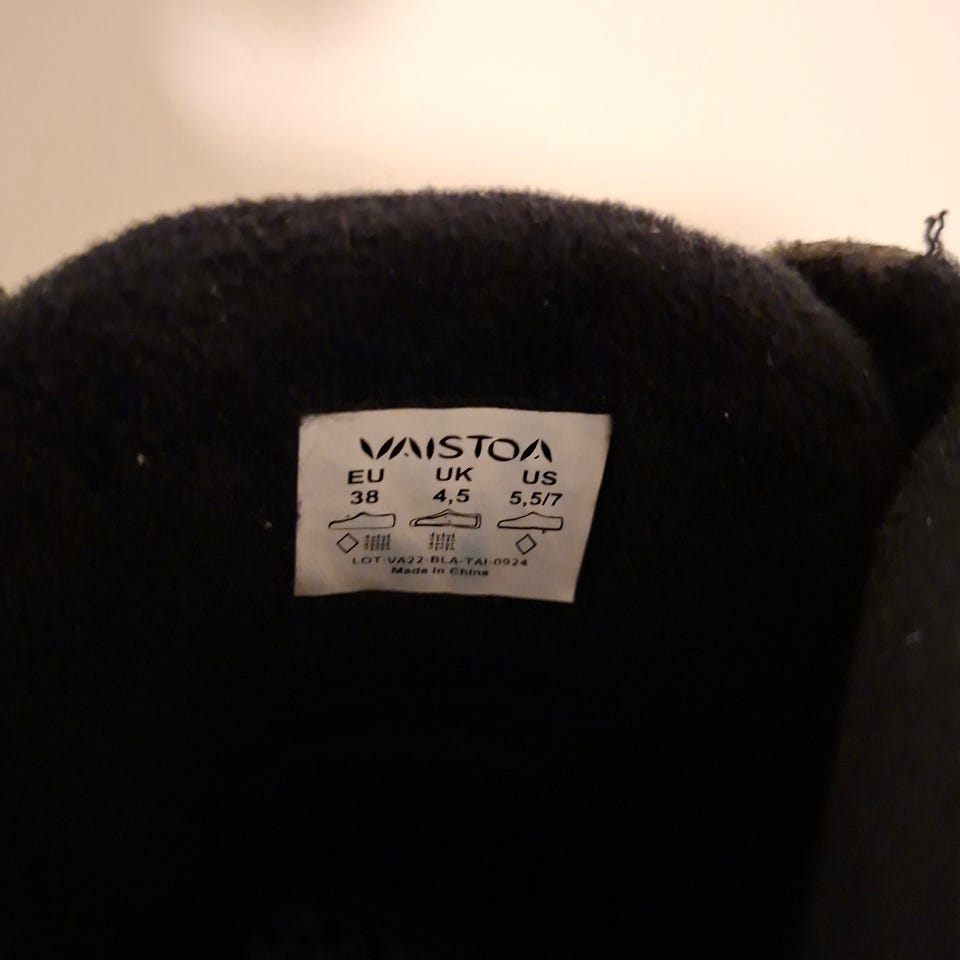 VAISTOA
EU UK US
38 4,5 5,5/7
LOT:VA22-BLA-TAI-0924
Made in China